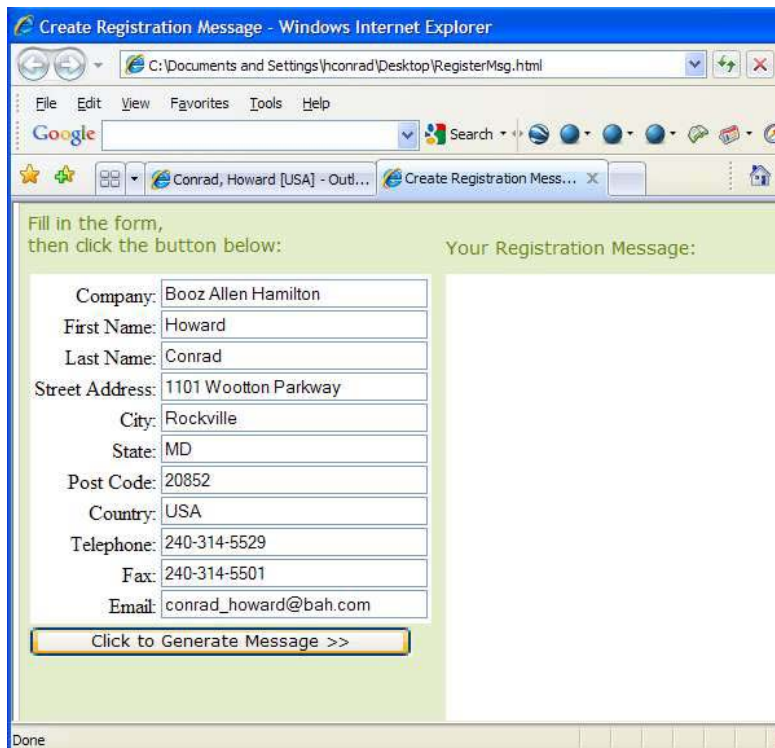 Create Registration Message - Windows Internet Explorer
C:\Documents and Settings\hconrad\Desktop\RegisterMsg.html
File Edit View Favorites Tools Help
Google Search
Conrad, Howard [USA] - Outl... Create Registration Mess... X
Fill in the form,
then click the button below:
Your Registration Message:
Company: Booz Allen Hamilton
First Name: Howard
Last Name: Conrad
Street Address: 1101 Wootton Parkway
City: Rockville
State: MD
Post Code: 20852
Country: USA
Telephone: 240-314-5529
Fax: 240-314-5501
Email: conrad_howard@bah.com
Click to Generate Message >>
Done